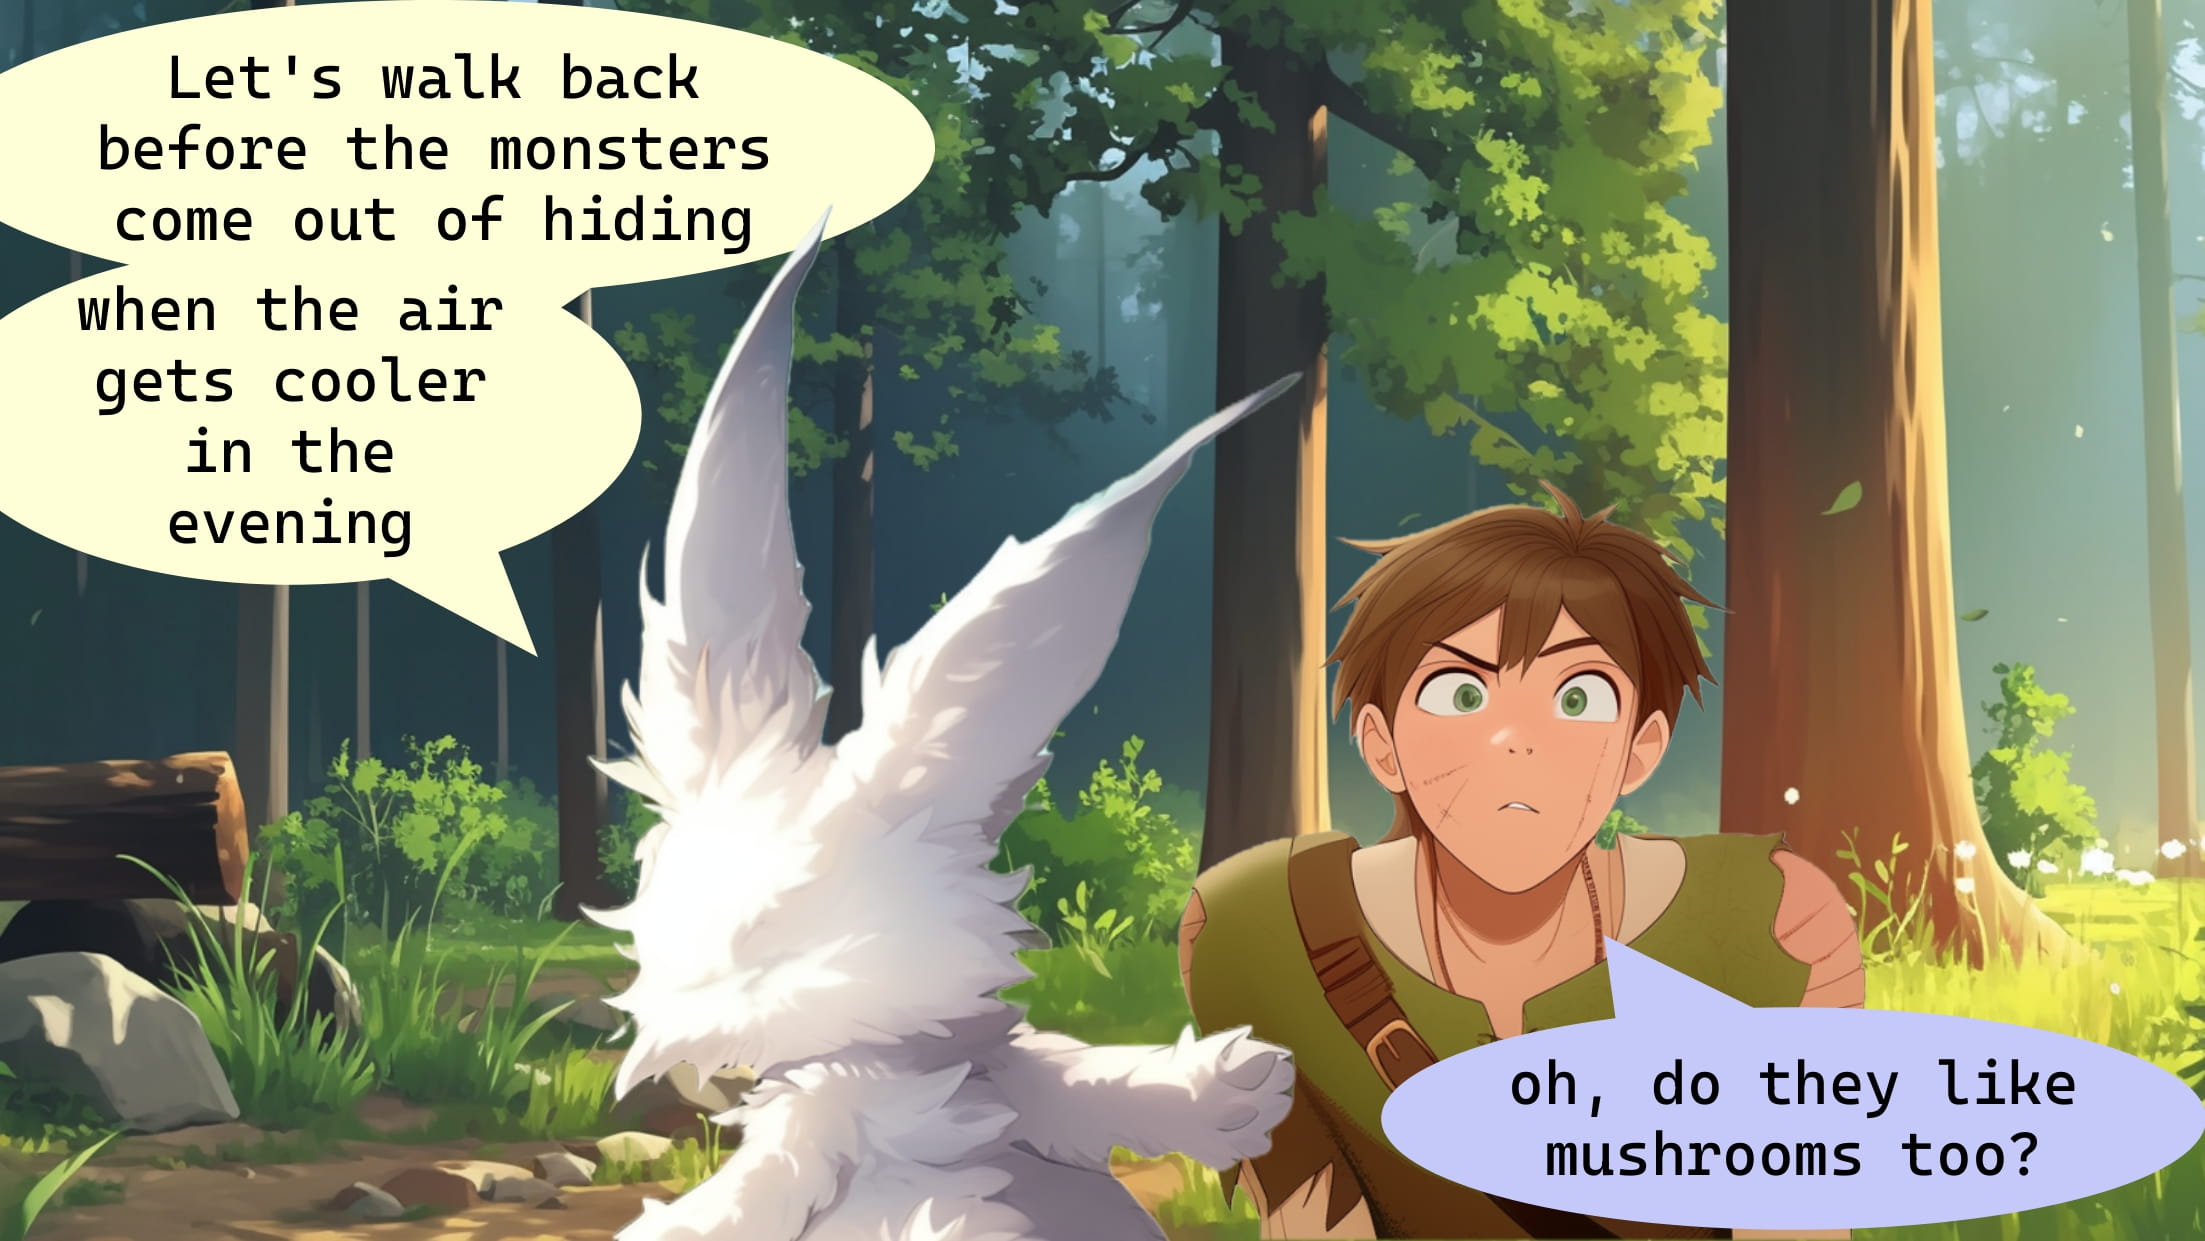 Let's walk back
before the monsters
come out of hiding
when the air
gets cooler
in the
evening
oh, do they like
mushrooms too?